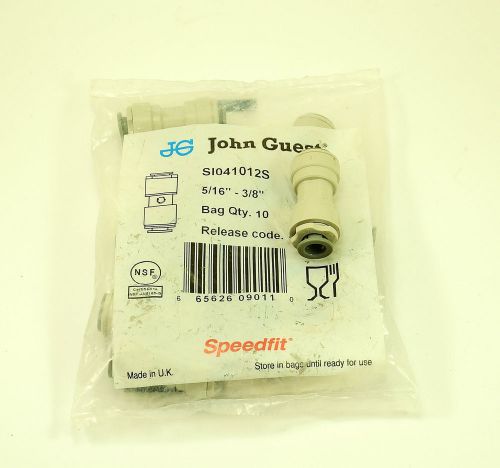 JG John Guest
SI041012S
5/16" - 3/8"
Bag Qty. 10
Release code.
NSF
6 65626 09011 0
Speedfit®
Made in U.K.
Store in bags until ready for use